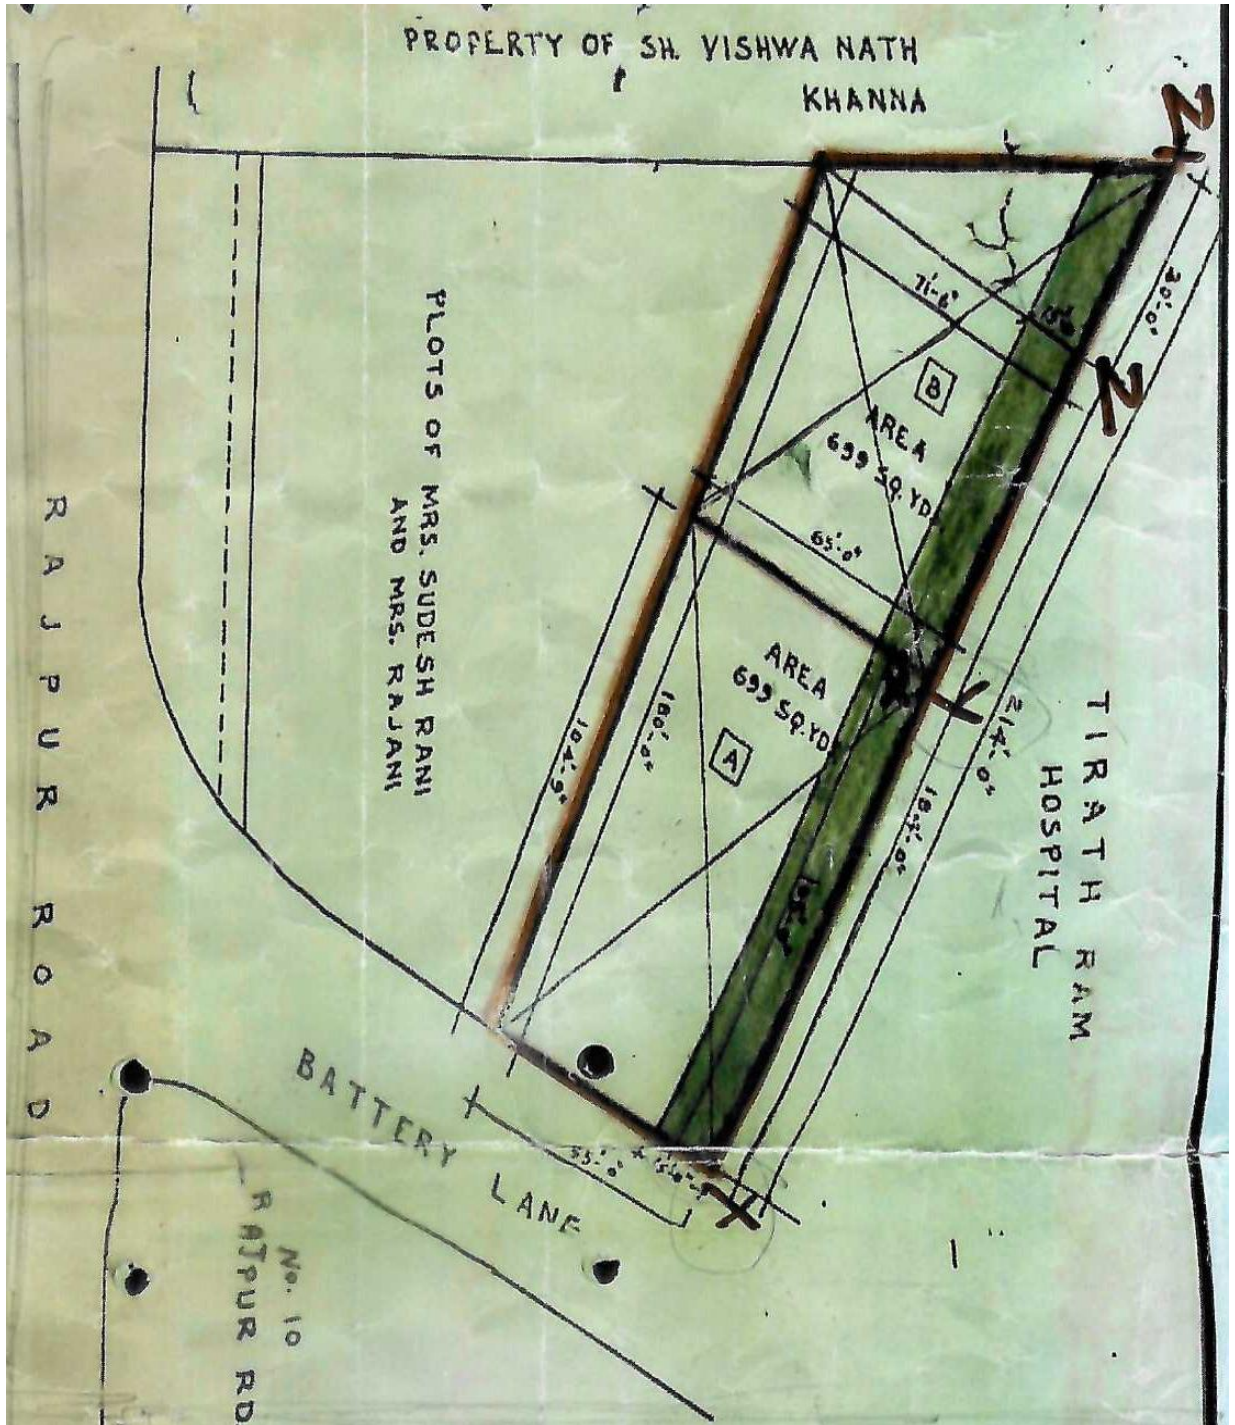 PROPERTY OF SH. VISHWA NATH
KHANNA
Z
30'-0"
71'-6"
15'
Z
B
AREA
699 SQ. YD.
65'-0"
PLOTS OF MRS. SUDESH RANI
AND MRS. RAJANI
AREA
699 SQ. YD.
A
Y
180'-0"
104'-9"
214'-0"
TIRATH RAM
HOSPITAL
RAJPUR ROAD
BATTERY LANE
55'-0"
X
No. 10
RAJPUR RD